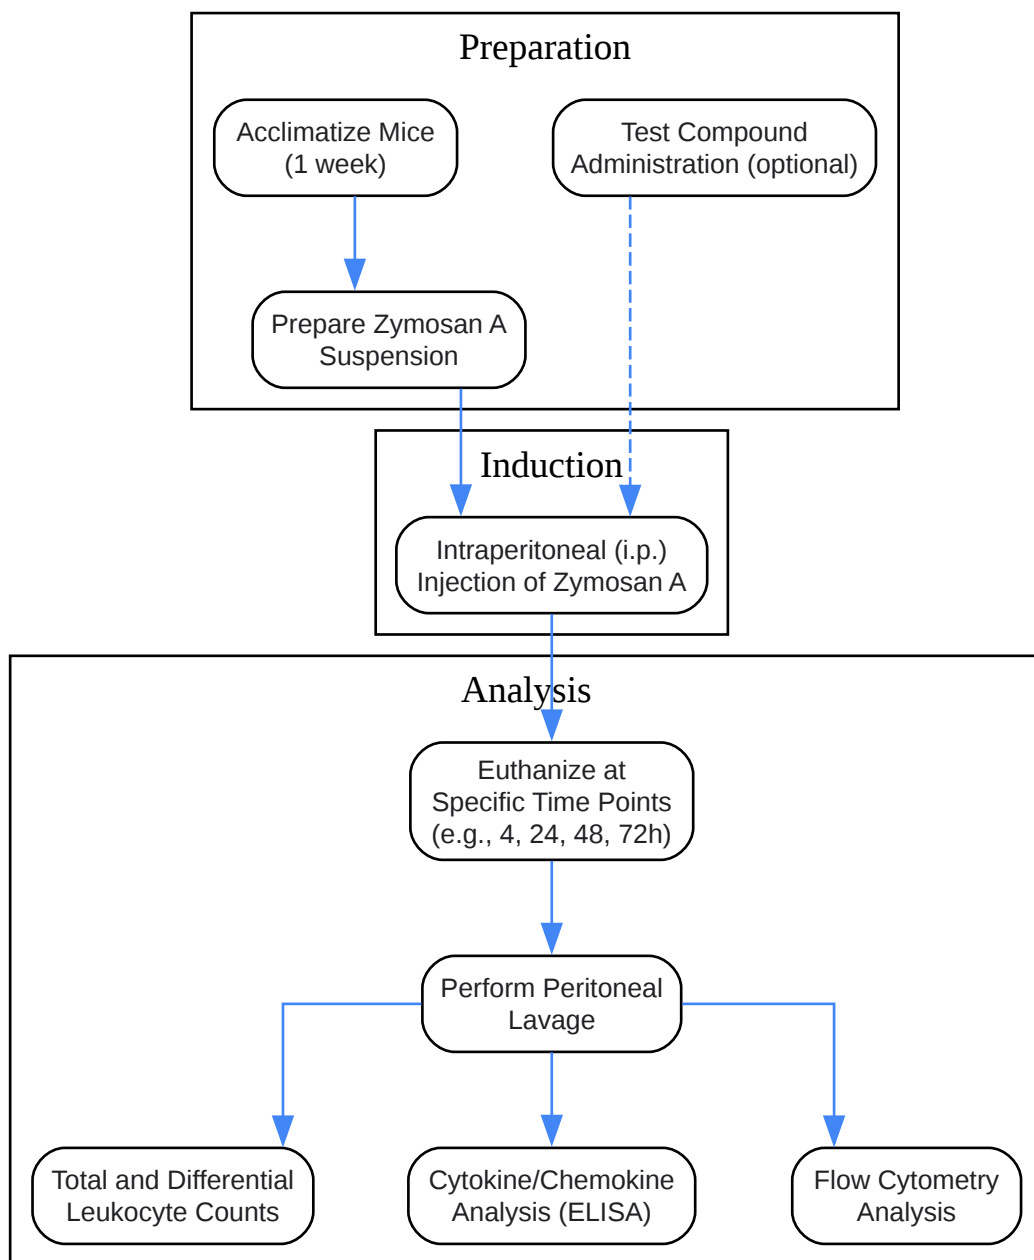 Preparation
Acclimatize Mice
(1 week)
Test Compound
Administration (optional)
Prepare Zymosan A
Suspension
Induction
Intraperitoneal (i.p.)
Injection of Zymosan A
Analysis
Euthanize at
Specific Time Points
(e.g., 4, 24, 48, 72h)
Perform Peritoneal
Lavage
Total and Differential
Leukocyte Counts
Cytokine/Chemokine
Analysis (ELISA)
Flow Cytometry
Analysis